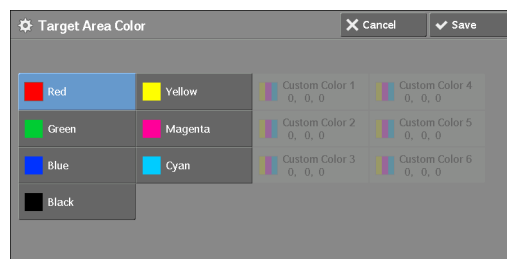 Target Area Color
Cancel
Save
Red
Yellow
Custom Color 1
0, 0, 0
Custom Color 4
0, 0, 0
Green
Magenta
Custom Color 2
0, 0, 0
Custom Color 5
0, 0, 0
Blue
Cyan
Custom Color 3
0, 0, 0
Custom Color 6
0, 0, 0
Black